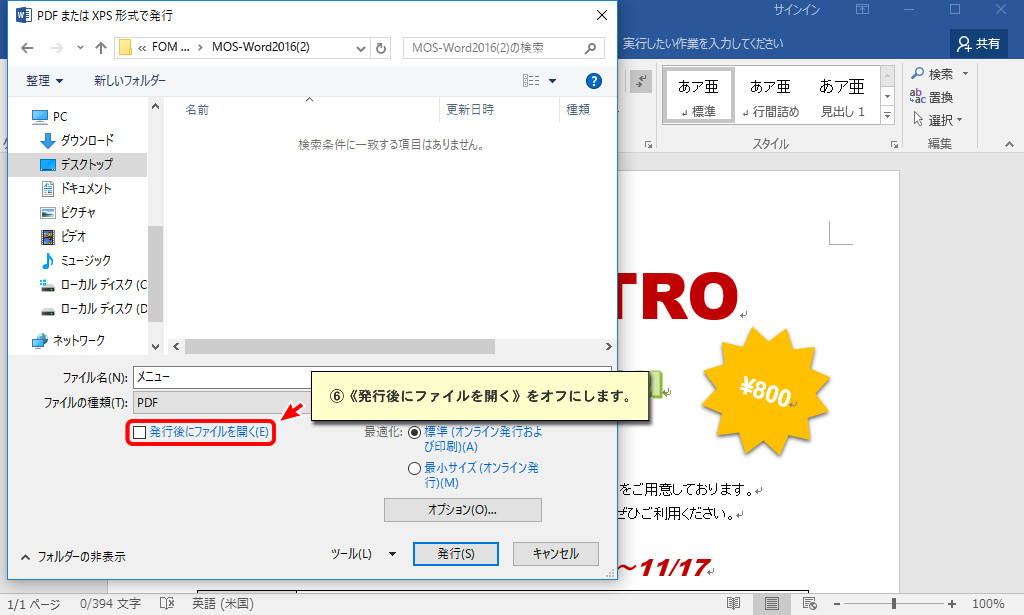 PDF または XPS 形式で発行
サインイン
« FOM ... › MOS-Word2016(2)
MOS-Word2016(2)の検索
実行したい作業を入力してください
共有
整理
新しいフォルダー
PC
ダウンロード
デスクトップ
ドキュメント
ピクチャ
ビデオ
ミュージック
ローカル ディスク (C
ローカル ディスク (D
ネットワーク
名前
更新日時
種類
検索条件に一致する項目はありません。
あア亜
あア亜
あア亜
↲ 標準
↲ 行間詰め
見出し 1
スタイル
検索
置換
選択
編集
TRO
¥800
ファイル名(N):
メニュー
ファイルの種類(T):
PDF
⑥《発行後にファイルを開く》をオフにします。
発行後にファイルを開く(E)
最適化:
標準 (オンライン発行およ
び印刷)(A)
最小サイズ (オンライン発
行)(M)
オプション(O)...
をご用意しております。
ぜひご利用ください。
フォルダーの非表示
ツール(L)
発行(S)
キャンセル
～11/17
1/1 ページ
0/394 文字
英語 (米国)
100%